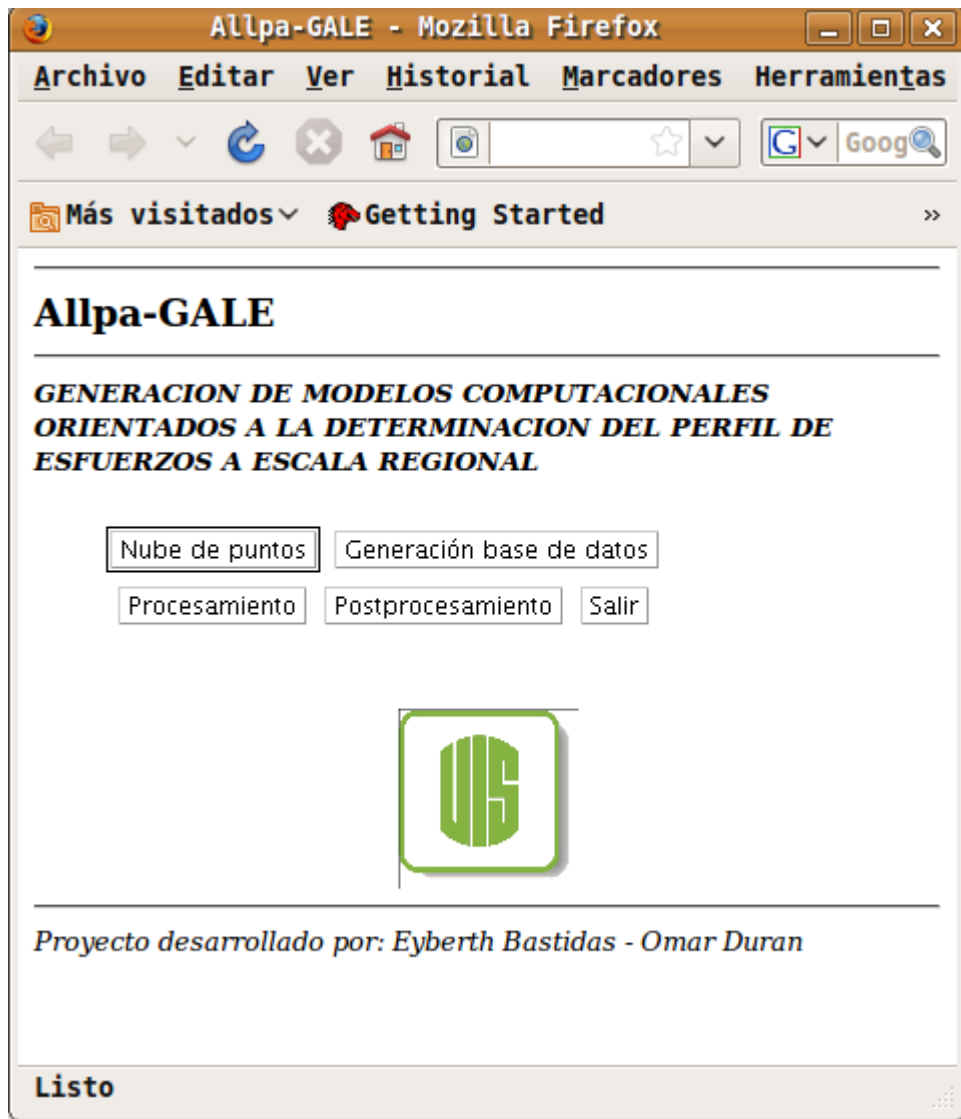 Allpa-GALE - Mozilla Firefox
Archivo Editar Ver Historial Marcadores Herramientas
G Goog
Más visitados Getting Started »
Allpa-GALE
GENERACION DE MODELOS COMPUTACIONALES
ORIENTADOS A LA DETERMINACION DEL PERFIL DE
ESFUERZOS A ESCALA REGIONAL
Nube de puntos Generación base de datos
Procesamiento Postprocesamiento Salir
UIS
Proyecto desarrollado por: Eyberth Bastidas - Omar Duran
Listo